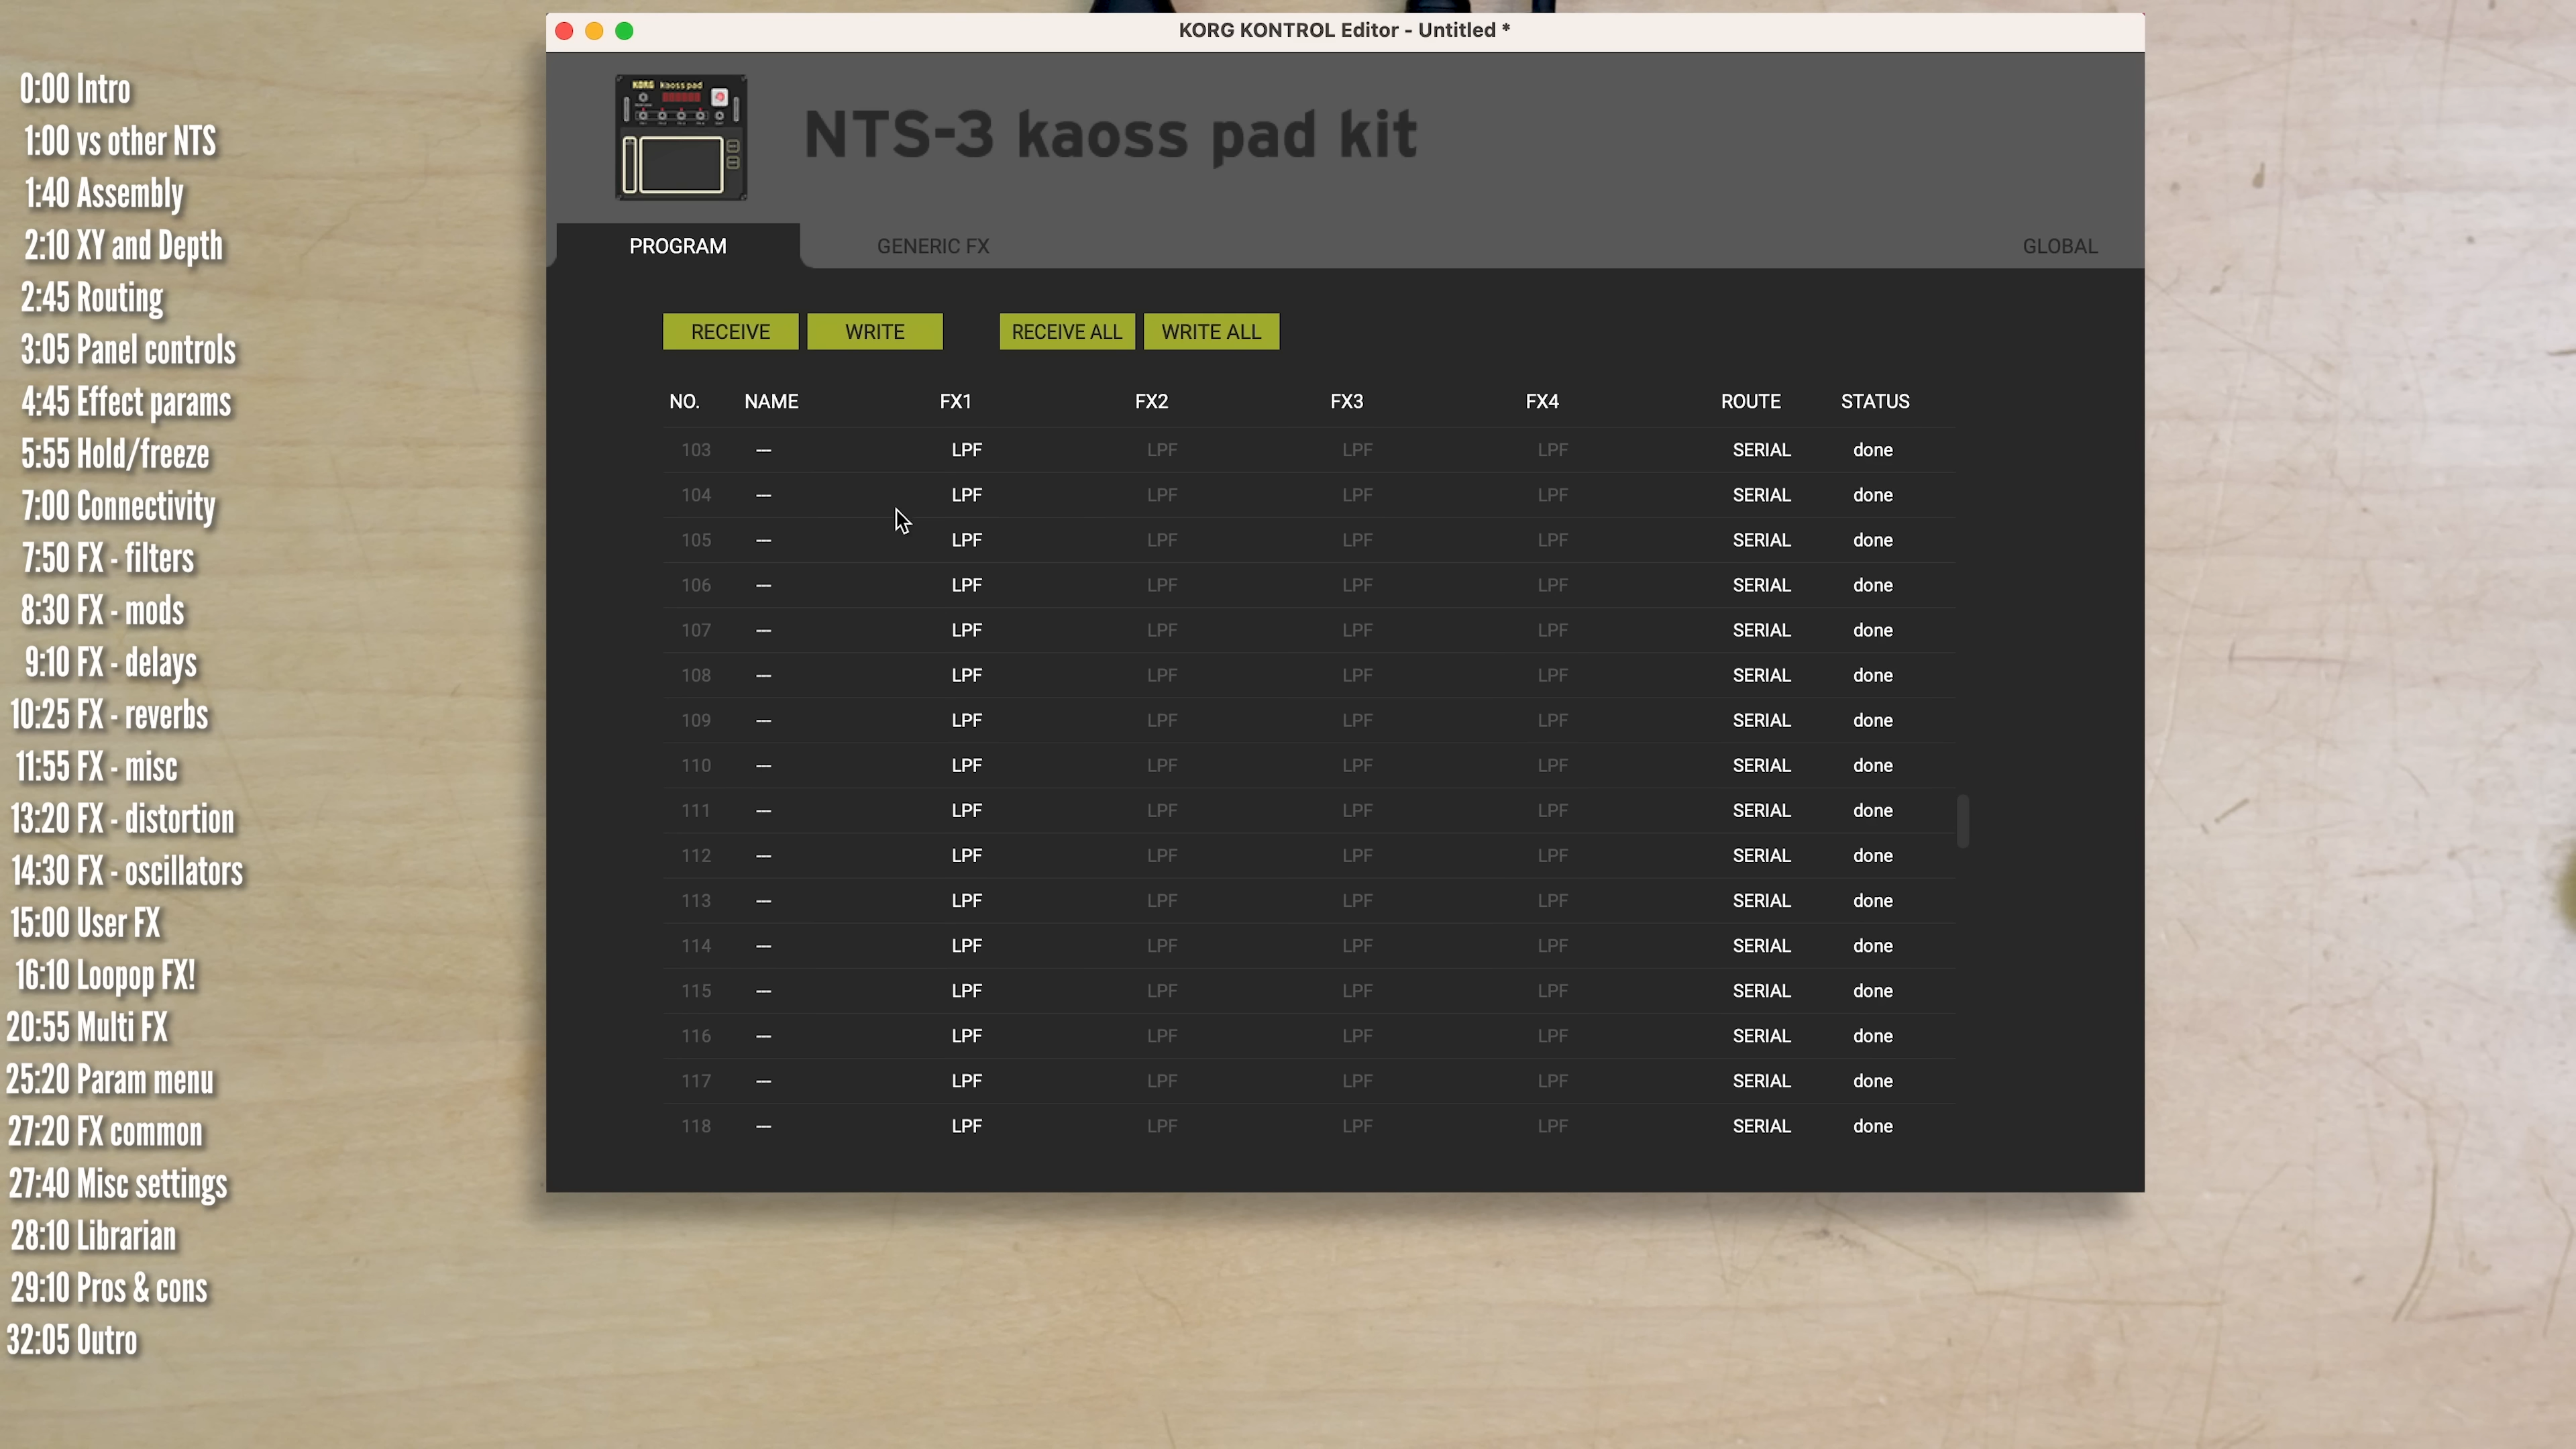 0:00 Intro
1:00 vs other NTS
1:40 Assembly
2:10 XY and Depth
2:45 Routing
3:05 Panel controls
4:45 Effect params
5:55 Hold/freeze
7:00 Connectivity
7:50 FX - filters
8:30 FX - mods
9:10 FX - delays
10:25 FX - reverbs
11:55 FX - misc
13:20 FX - distortion
14:30 FX - oscillators
15:00 User FX
16:10 Loopop FX!
20:55 Multi FX
25:20 Param menu
27:20 FX common
27:40 Misc settings
28:10 Librarian
29:10 Pros & cons
32:05 Outro
KORG KONTROL Editor - Untitled *
KORG kaoss pad
NTS-3 kaoss pad kit
PROGRAM GENERIC FX GLOBAL
RECEIVE WRITE RECEIVE ALL WRITE ALL
NO. NAME FX1 FX2 FX3 FX4 ROUTE STATUS
103 --- LPF LPF LPF LPF SERIAL done
104 --- LPF LPF LPF LPF SERIAL done
105 --- LPF LPF LPF LPF SERIAL done
106 --- LPF LPF LPF LPF SERIAL done
107 --- LPF LPF LPF LPF SERIAL done
108 --- LPF LPF LPF LPF SERIAL done
109 --- LPF LPF LPF LPF SERIAL done
110 --- LPF LPF LPF LPF SERIAL done
111 --- LPF LPF LPF LPF SERIAL done
112 --- LPF LPF LPF LPF SERIAL done
113 --- LPF LPF LPF LPF SERIAL done
114 --- LPF LPF LPF LPF SERIAL done
115 --- LPF LPF LPF LPF SERIAL done
116 --- LPF LPF LPF LPF SERIAL done
117 --- LPF LPF LPF LPF SERIAL done
118 --- LPF LPF LPF LPF SERIAL done